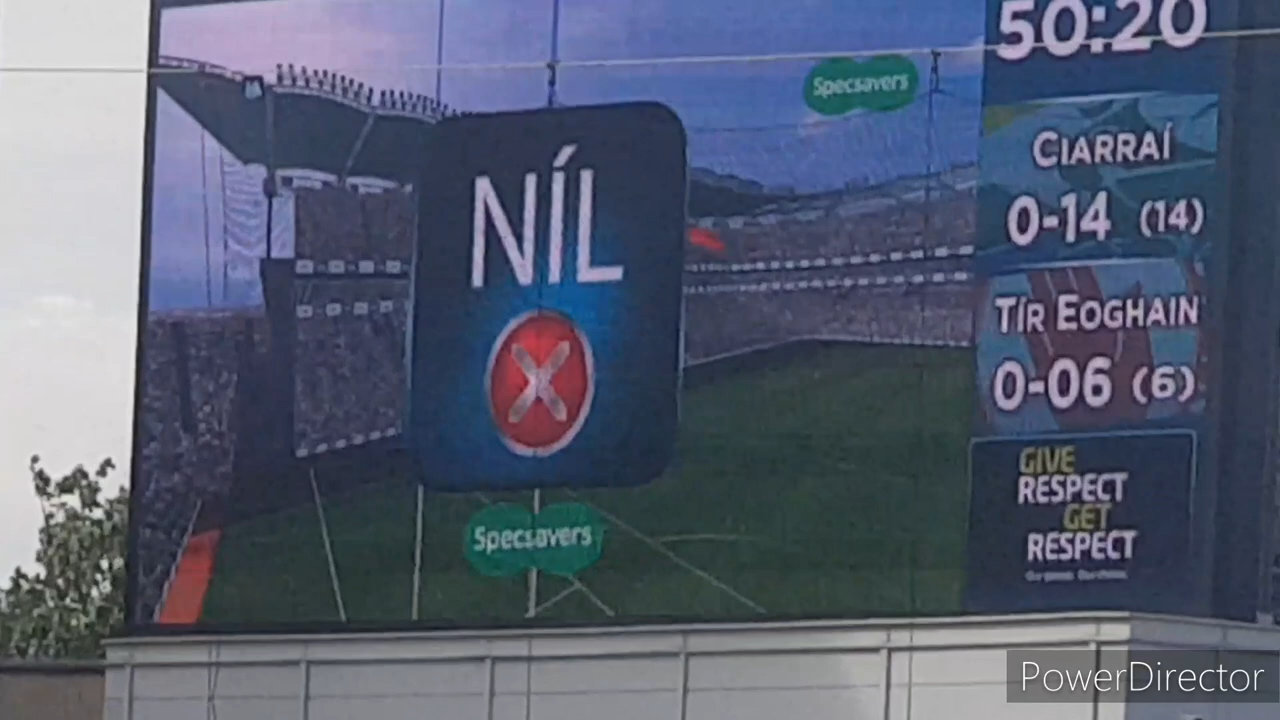 50:20
Specsavers
NÍL
CIARRAÍ
0-14 (14)
TÍR EOGHAIN
0-06 (6)
GIVE
RESPECT
GET
RESPECT
Specsavers
PowerDirector